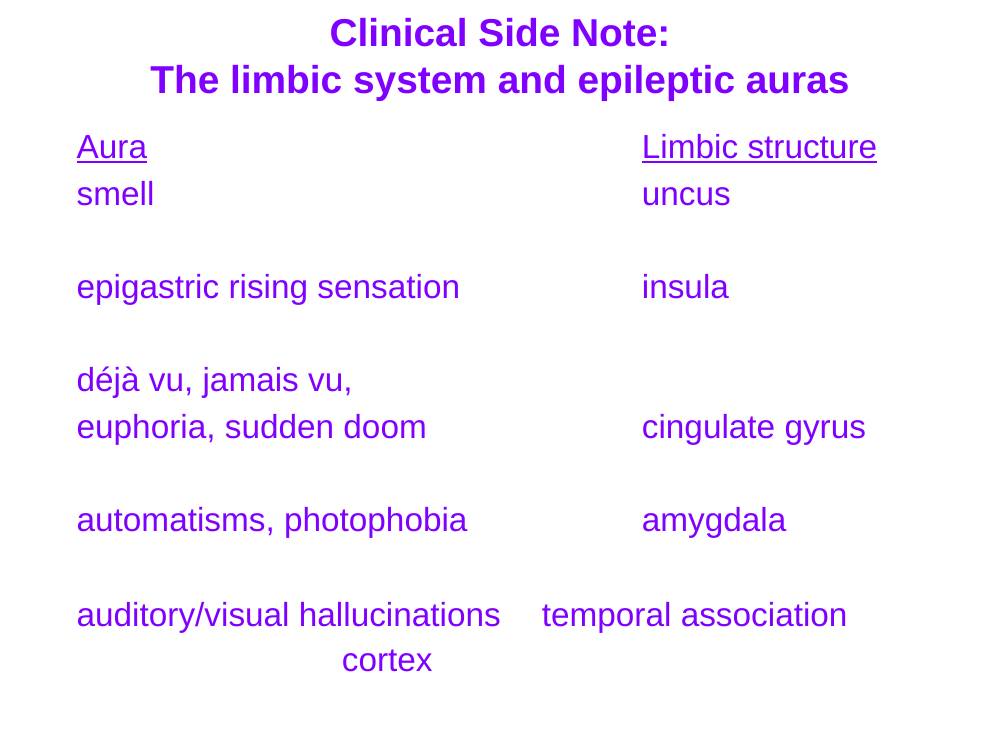 Clinical Side Note:
The limbic system and epileptic auras
Aura Limbic structure
smell uncus
epigastric rising sensation insula
déjà vu, jamais vu,
euphoria, sudden doom cingulate gyrus
automatisms, photophobia amygdala
auditory/visual hallucinations temporal association
cortex